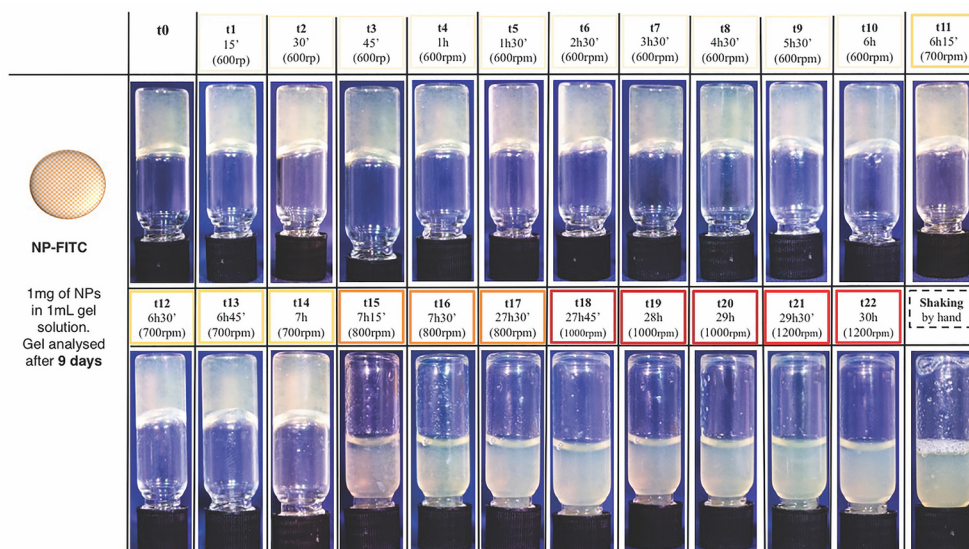 t0
t1
15’
(600rp)
t2
30’
(600rp)
t3
45’
(600rp)
t4
1h
(600rpm)
t5
1h30’
(600rpm)
t6
2h30’
(600rpm)
t7
3h30’
(600rpm)
t8
4h30’
(600rpm)
t9
5h30’
(600rpm)
t10
6h
(600rpm)
t11
6h15’
(700rpm)
NP-FITC
1mg of NPs
in 1mL gel
solution.
Gel analysed
after 9 days
t12
6h30’
(700rpm)
t13
6h45’
(700rpm)
t14
7h
(700rpm)
t15
7h15’
(800rpm)
t16
7h30’
(800rpm)
t17
27h30’
(800rpm)
t18
27h45’
(1000rpm)
t19
28h
(1000rpm)
t20
29h
(1000rpm)
t21
29h30’
(1200rpm)
t22
30h
(1200rpm)
Shaking
by hand